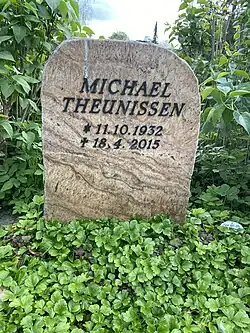 MICHAEL
THEUNISSEN
* 11.10.1932
✝ 18.4.2015